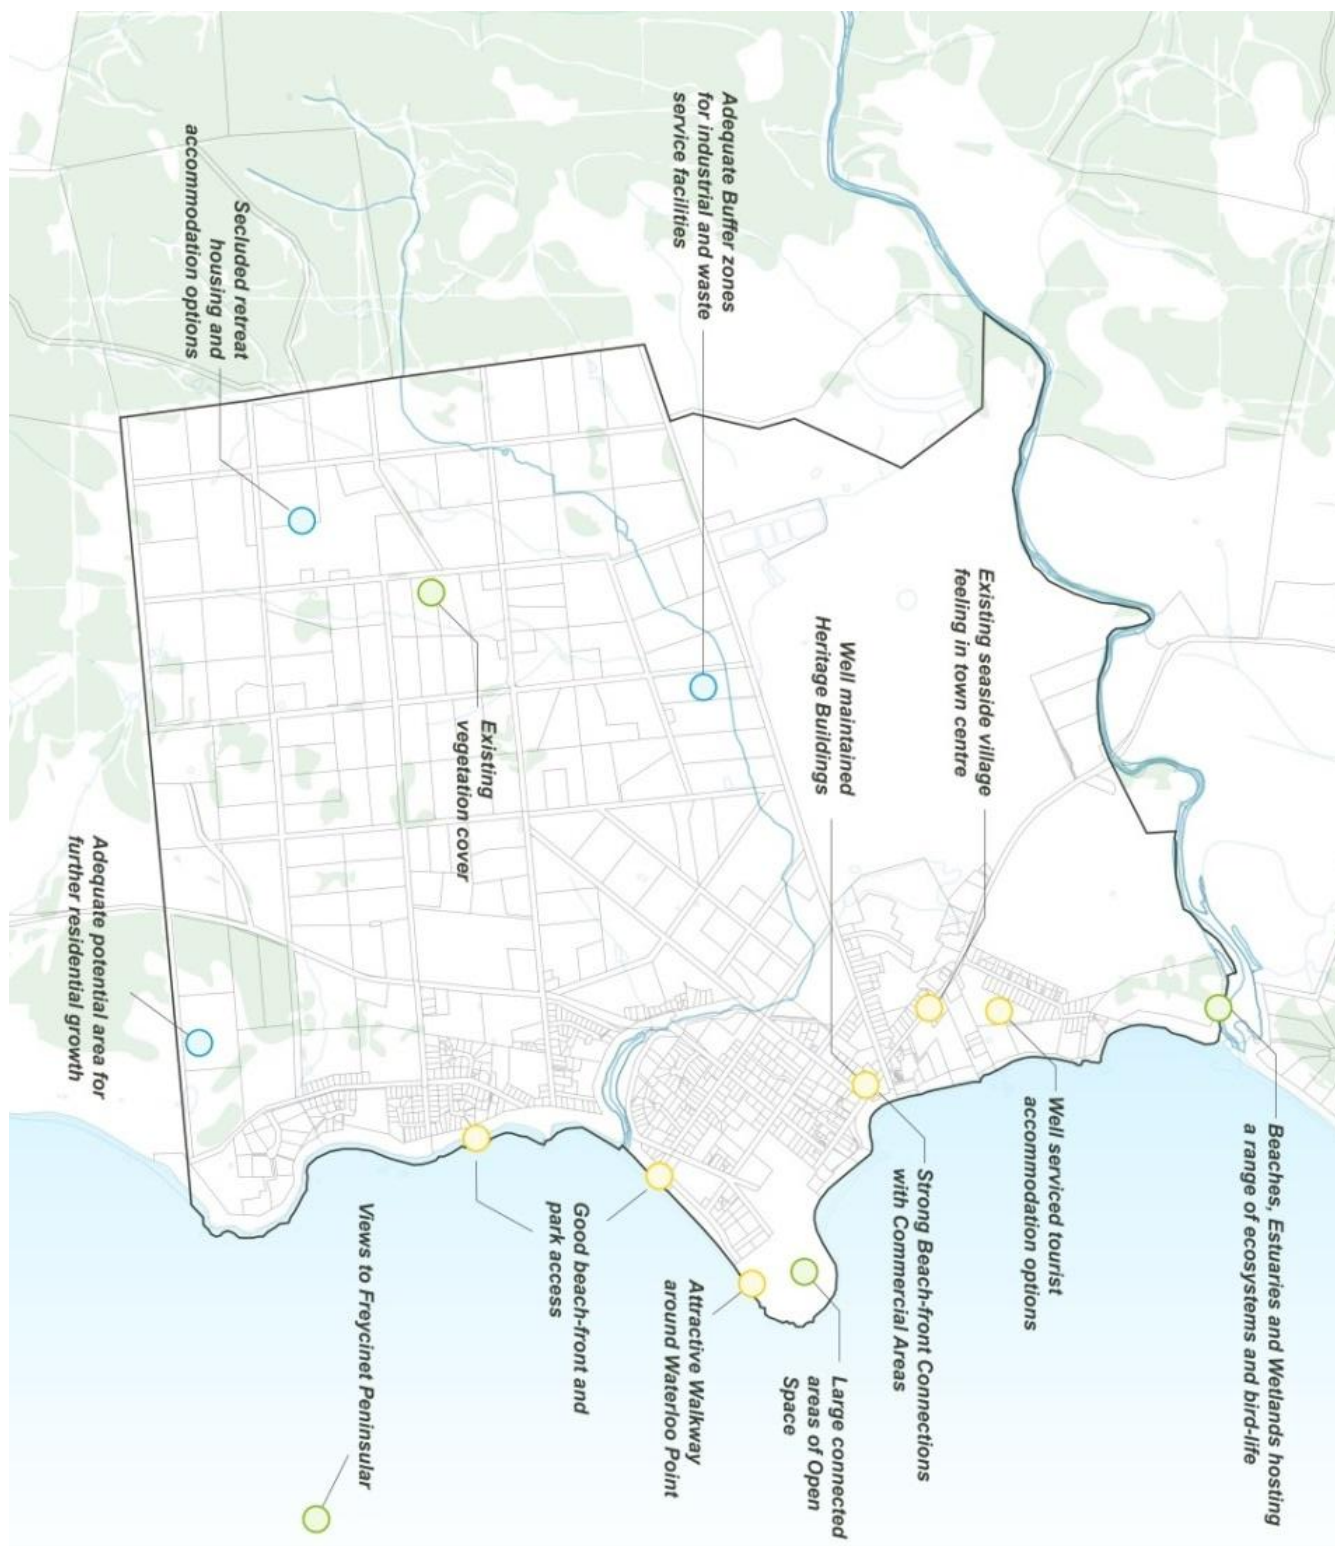 Beaches, Estuaries and Wetlands hosting
a range of ecosystems and bird-life
Well serviced tourist
accommodation options
Existing seaside village
feeling in town centre
Strong Beach-front Connections
with Commercial Areas
Well maintained
Heritage Buildings
Large connected
areas of Open
Space
Adequate Buffer zones
for industrial and waste
service facilities
Attractive Walkway
around Waterloo Point
Good beach-front and
park access
Existing
vegetation cover
Views to Freycinet Peninsular
Secluded retreat
housing and
accommodation options
Adequate potential area for
further residential growth